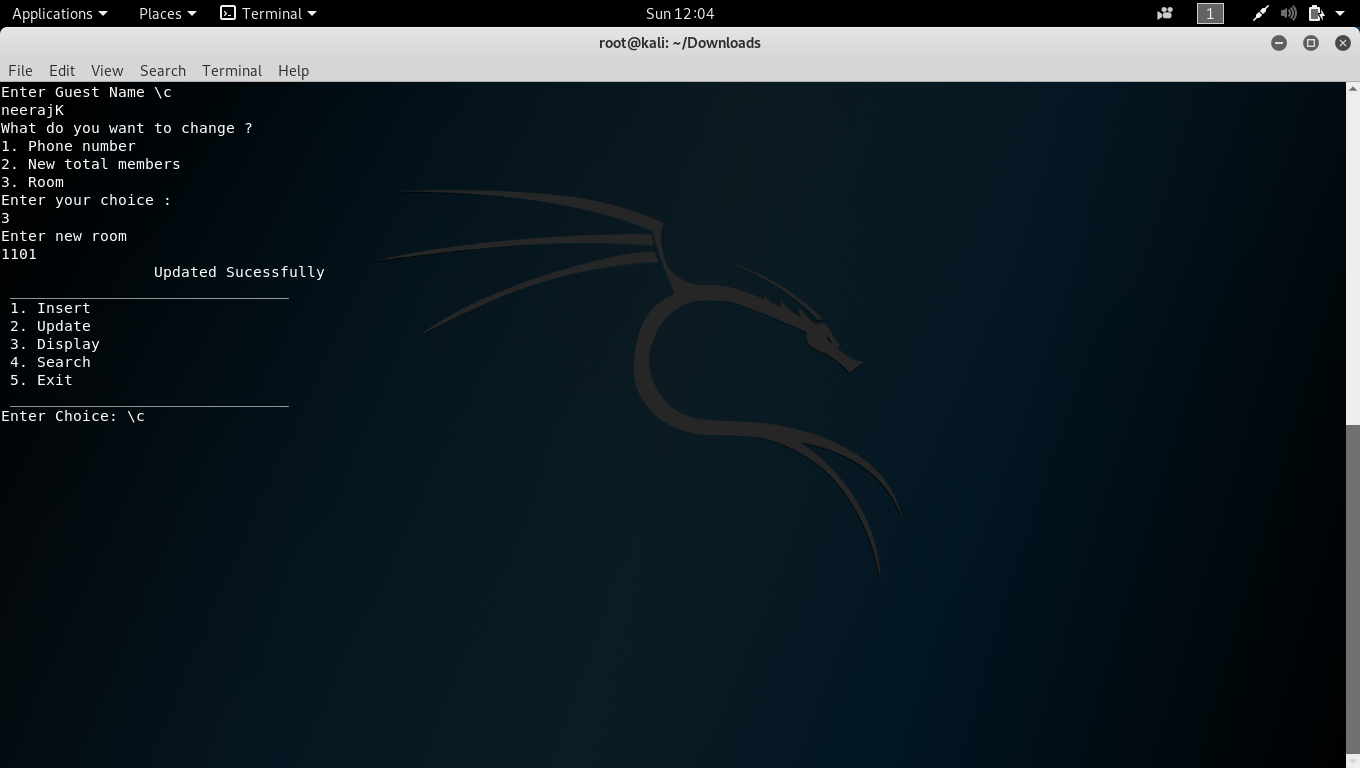 Applications Places Terminal Sun 12:04 1
root@kali: ~/Downloads
File Edit View Search Terminal Help
Enter Guest Name \c
neerajK
What do you want to change ?
1. Phone number
2. New total members
3. Room
Enter your choice :
3
Enter new room
1101
Updated Sucessfully
_______________________________
1. Insert
2. Update
3. Display
4. Search
5. Exit
_______________________________
Enter Choice: \c